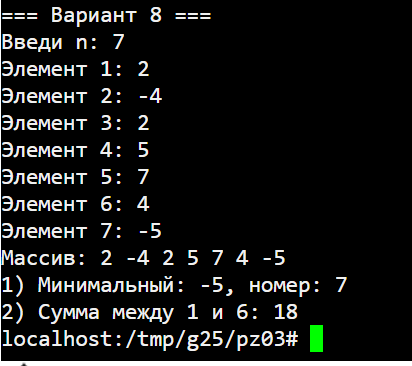 === Вариант 8 ===
Введи n: 7
Элемент 1: 2
Элемент 2: -4
Элемент 3: 2
Элемент 4: 5
Элемент 5: 7
Элемент 6: 4
Элемент 7: -5
Массив: 2 -4 2 5 7 4 -5
1) Минимальный: -5, номер: 7
2) Сумма между 1 и 6: 18
localhost:/tmp/g25/pz03#